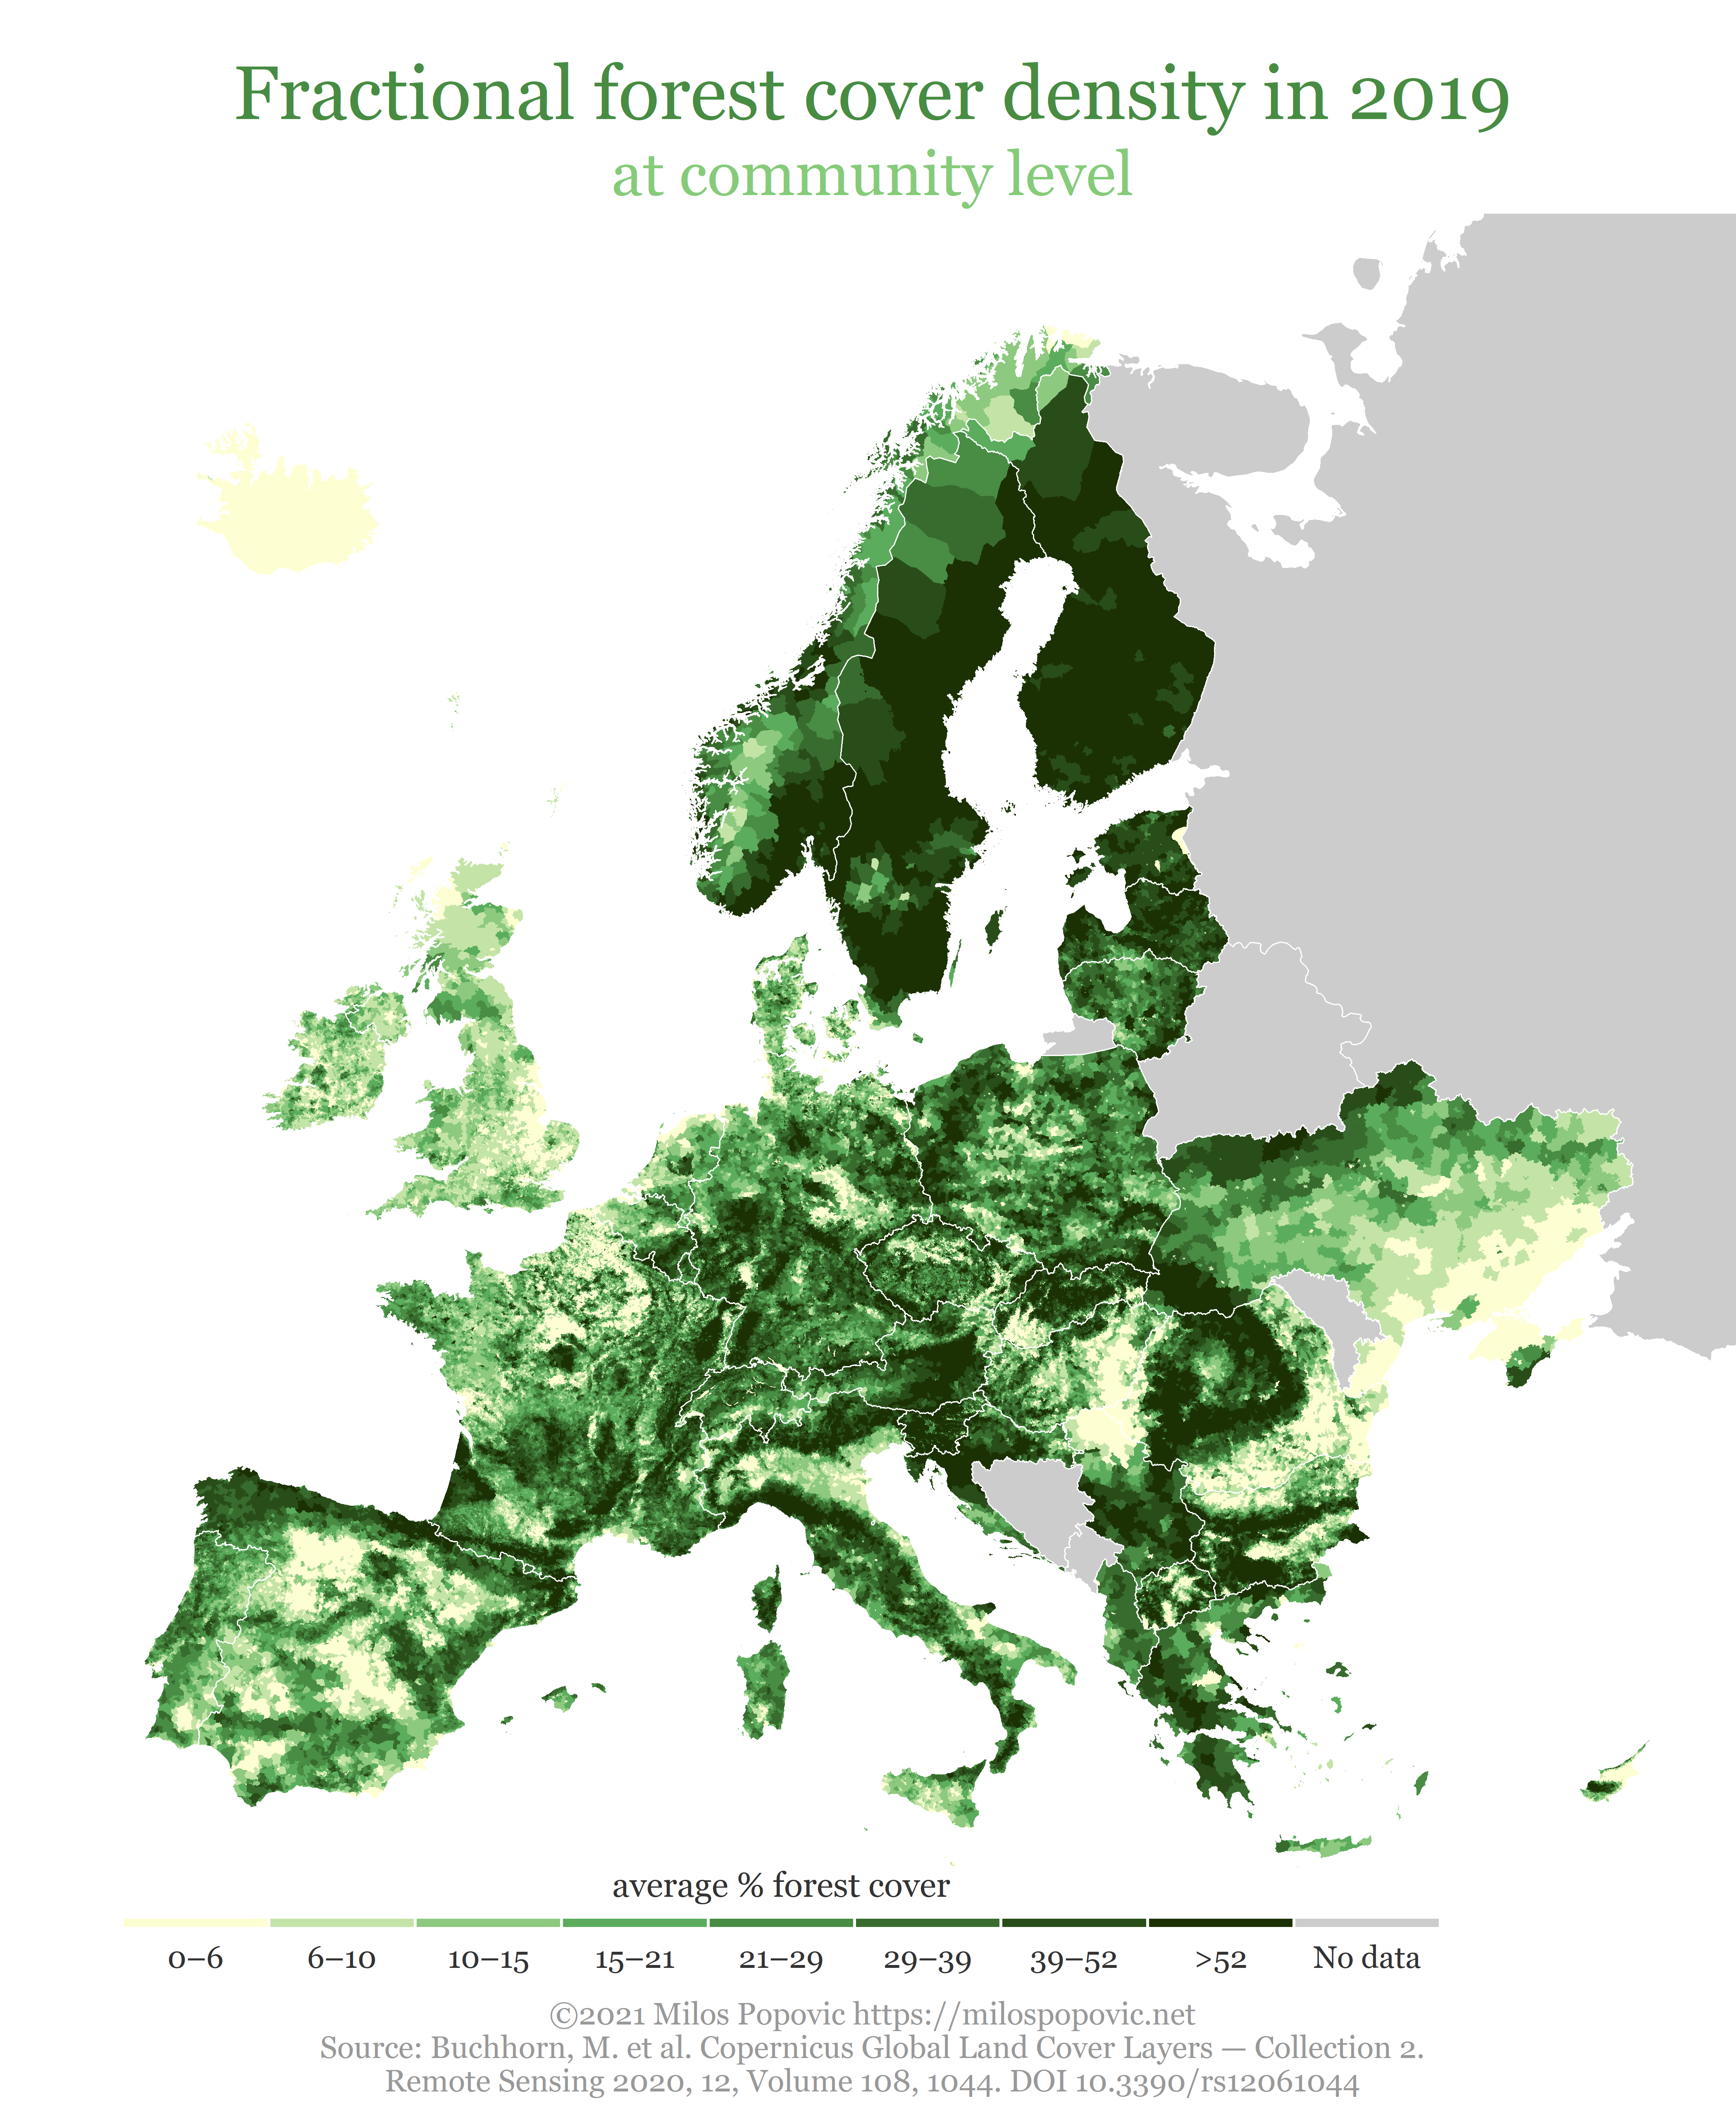 Fractional forest cover density in 2019
at community level
average % forest cover
0–6 6–10 10–15 15–21 21–29 29–39 39–52 >52 No data
©2021 Milos Popovic https://milospopovic.net
Source: Buchhorn, M. et al. Copernicus Global Land Cover Layers — Collection 2.
Remote Sensing 2020, 12, Volume 108, 1044. DOI 10.3390/rs12061044